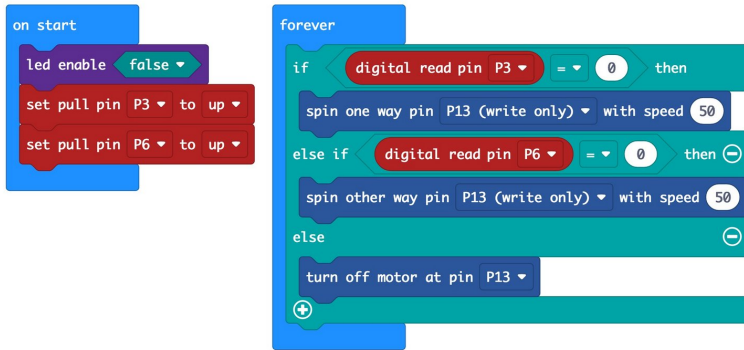 on start
led enable false
set pull pin P3 to up
set pull pin P6 to up
forever
if digital read pin P3 = 0 then
spin one way pin P13 (write only) with speed 50
else if digital read pin P6 = 0 then
spin other way pin P13 (write only) with speed 50
else
turn off motor at pin P13